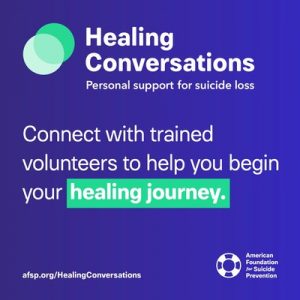 Healing
Conversations
Personal support for suicide loss
Connect with trained
volunteers to help you begin
your healing journey.
afsp.org/HealingConversations
American
Foundation
for Suicide
Prevention